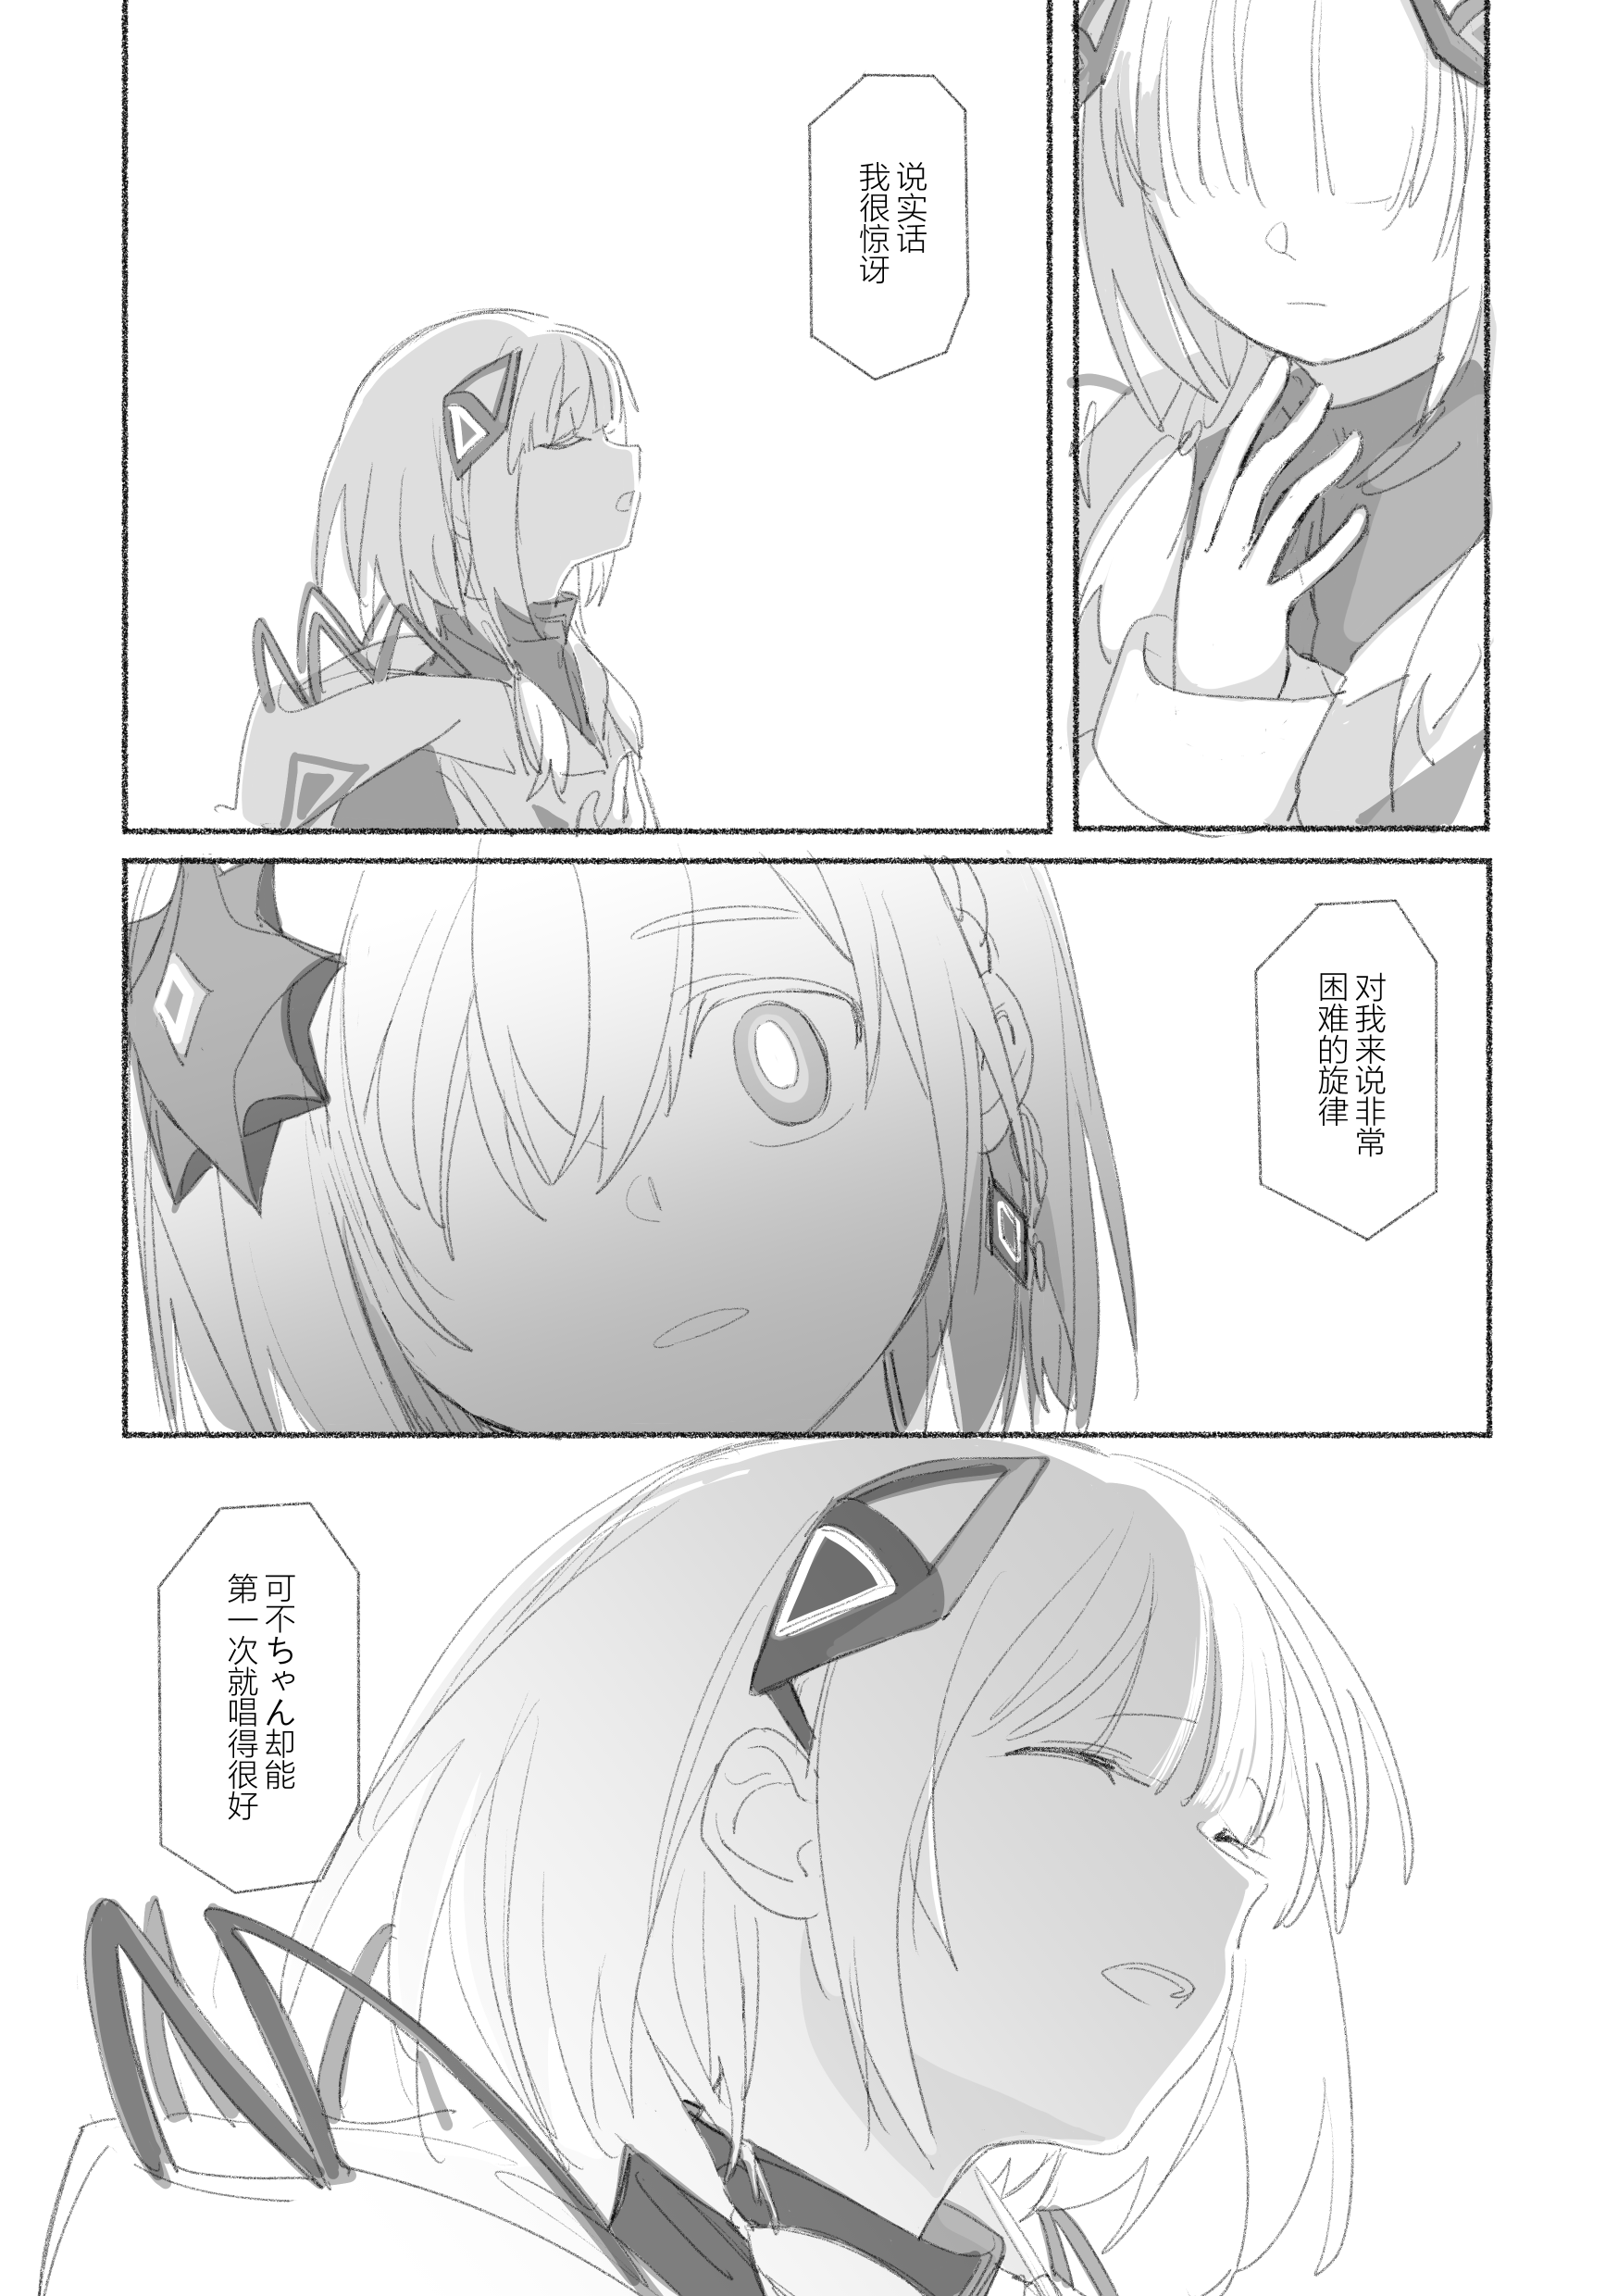 说实话
我很惊讶
对我来说非常
困难的旋律
可不ちゃん却能
第一次就唱得很好